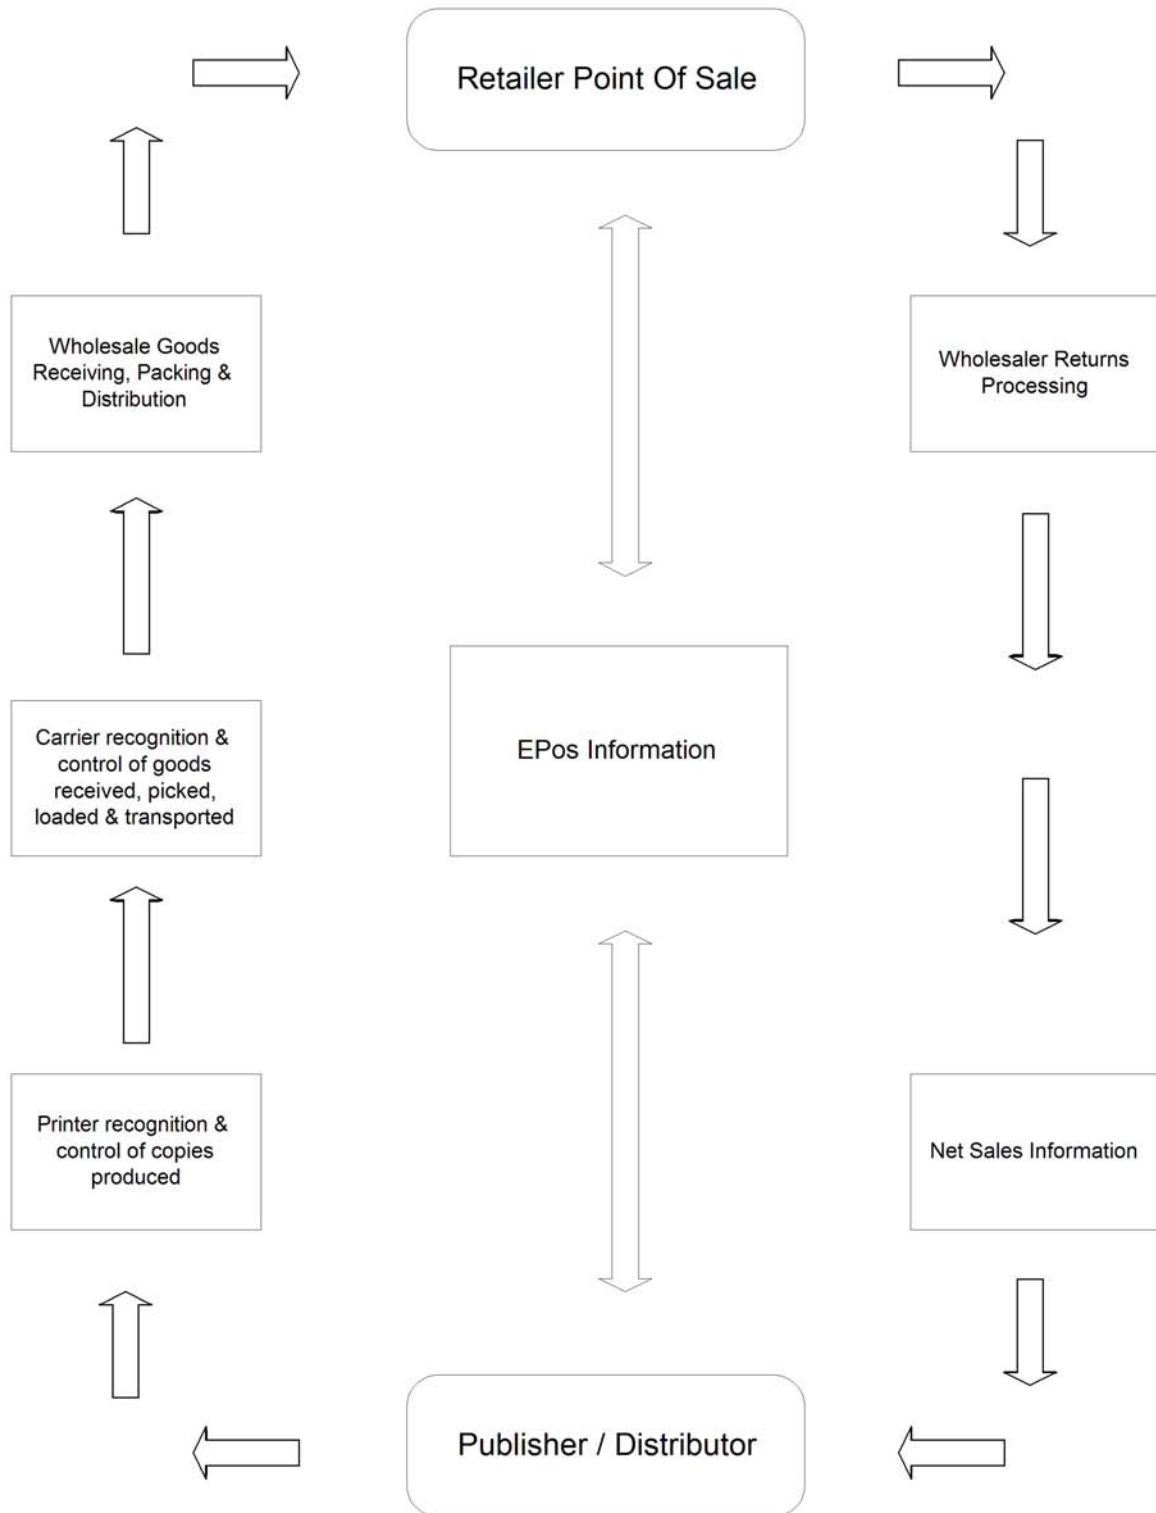 Retailer Point Of Sale
Wholesale Goods
Receiving, Packing &
Distribution
Wholesaler Returns
Processing
Carrier recognition &
control of goods
received, picked,
loaded & transported
EPos Information
Printer recognition &
control of copies
produced
Net Sales Information
Publisher / Distributor